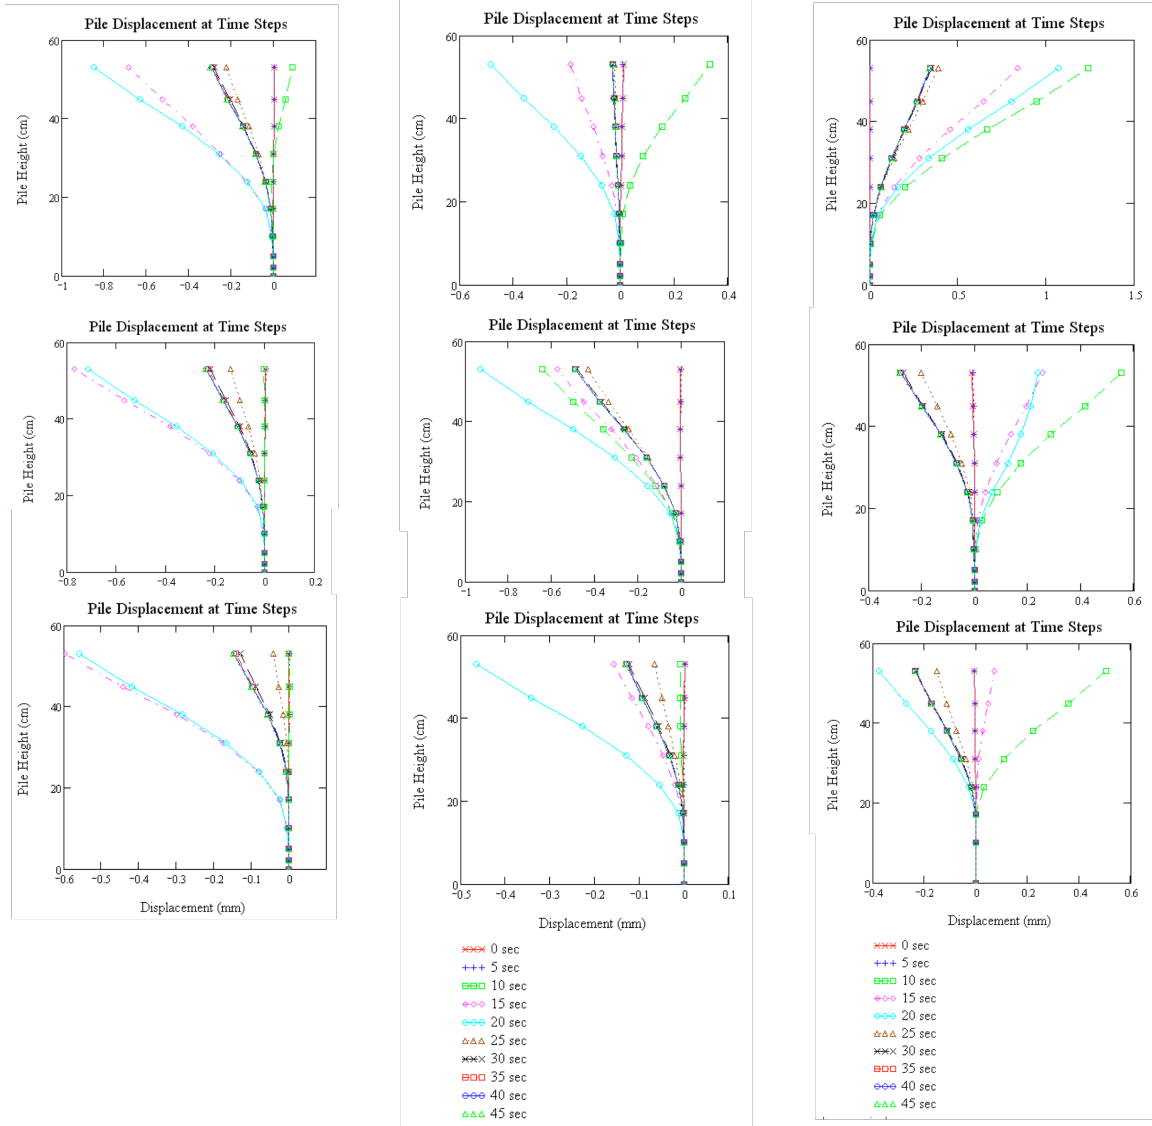 Pile Displacement at Time Steps
60
40
20
0
Pile Height (cm)
−1 −0.8 −0.6 −0.4 −0.2 0
Pile Displacement at Time Steps
60
40
20
0
Pile Height (cm)
−0.8 −0.6 −0.4 −0.2 0 0.2
Pile Displacement at Time Steps
60
40
20
0
Pile Height (cm)
−0.6 −0.5 −0.4 −0.3 −0.2 −0.1 0
Displacement (mm)
Pile Displacement at Time Steps
60
40
20
0
Pile Height (cm)
−0.6 −0.4 −0.2 0 0.2 0.4
Pile Displacement at Time Steps
60
40
20
0
Pile Height (cm)
−1 −0.8 −0.6 −0.4 −0.2 0
Pile Displacement at Time Steps
60
40
20
0
Pile Height (cm)
−0.5 −0.4 −0.3 −0.2 −0.1 0 0.1
Displacement (mm)
0 sec
5 sec
10 sec
15 sec
20 sec
25 sec
30 sec
35 sec
40 sec
45 sec
Pile Displacement at Time Steps
60
40
20
0
Pile Height (cm)
0 0.5 1 1.5
Pile Displacement at Time Steps
60
40
20
0
Pile Height (cm)
−0.4 −0.2 0 0.2 0.4 0.6
Pile Displacement at Time Steps
60
40
20
0
Pile Height (cm)
−0.4 −0.2 0 0.2 0.4 0.6
Displacement (mm)
0 sec
5 sec
10 sec
15 sec
20 sec
25 sec
30 sec
35 sec
40 sec
45 sec